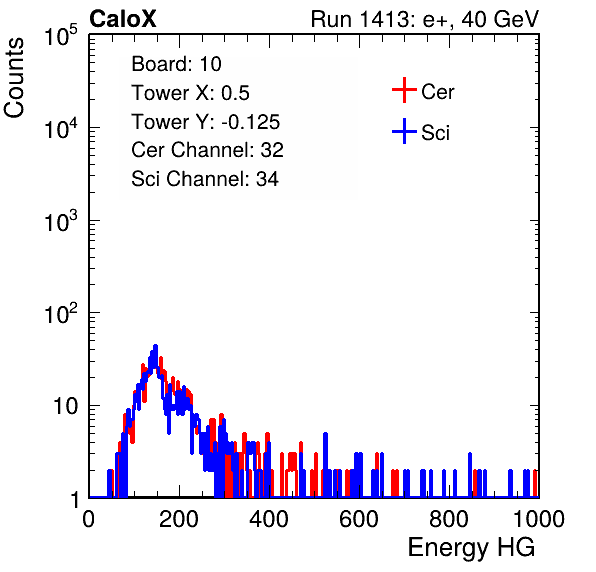 CaloX Run 1413: e+, 40 GeV
Counts
Board: 10
Tower X: 0.5
Tower Y: -0.125
Cer Channel: 32
Sci Channel: 34
Cer
Sci
10^5
10^4
10^3
10^2
10
1
0 200 400 600 800 1000
Energy HG